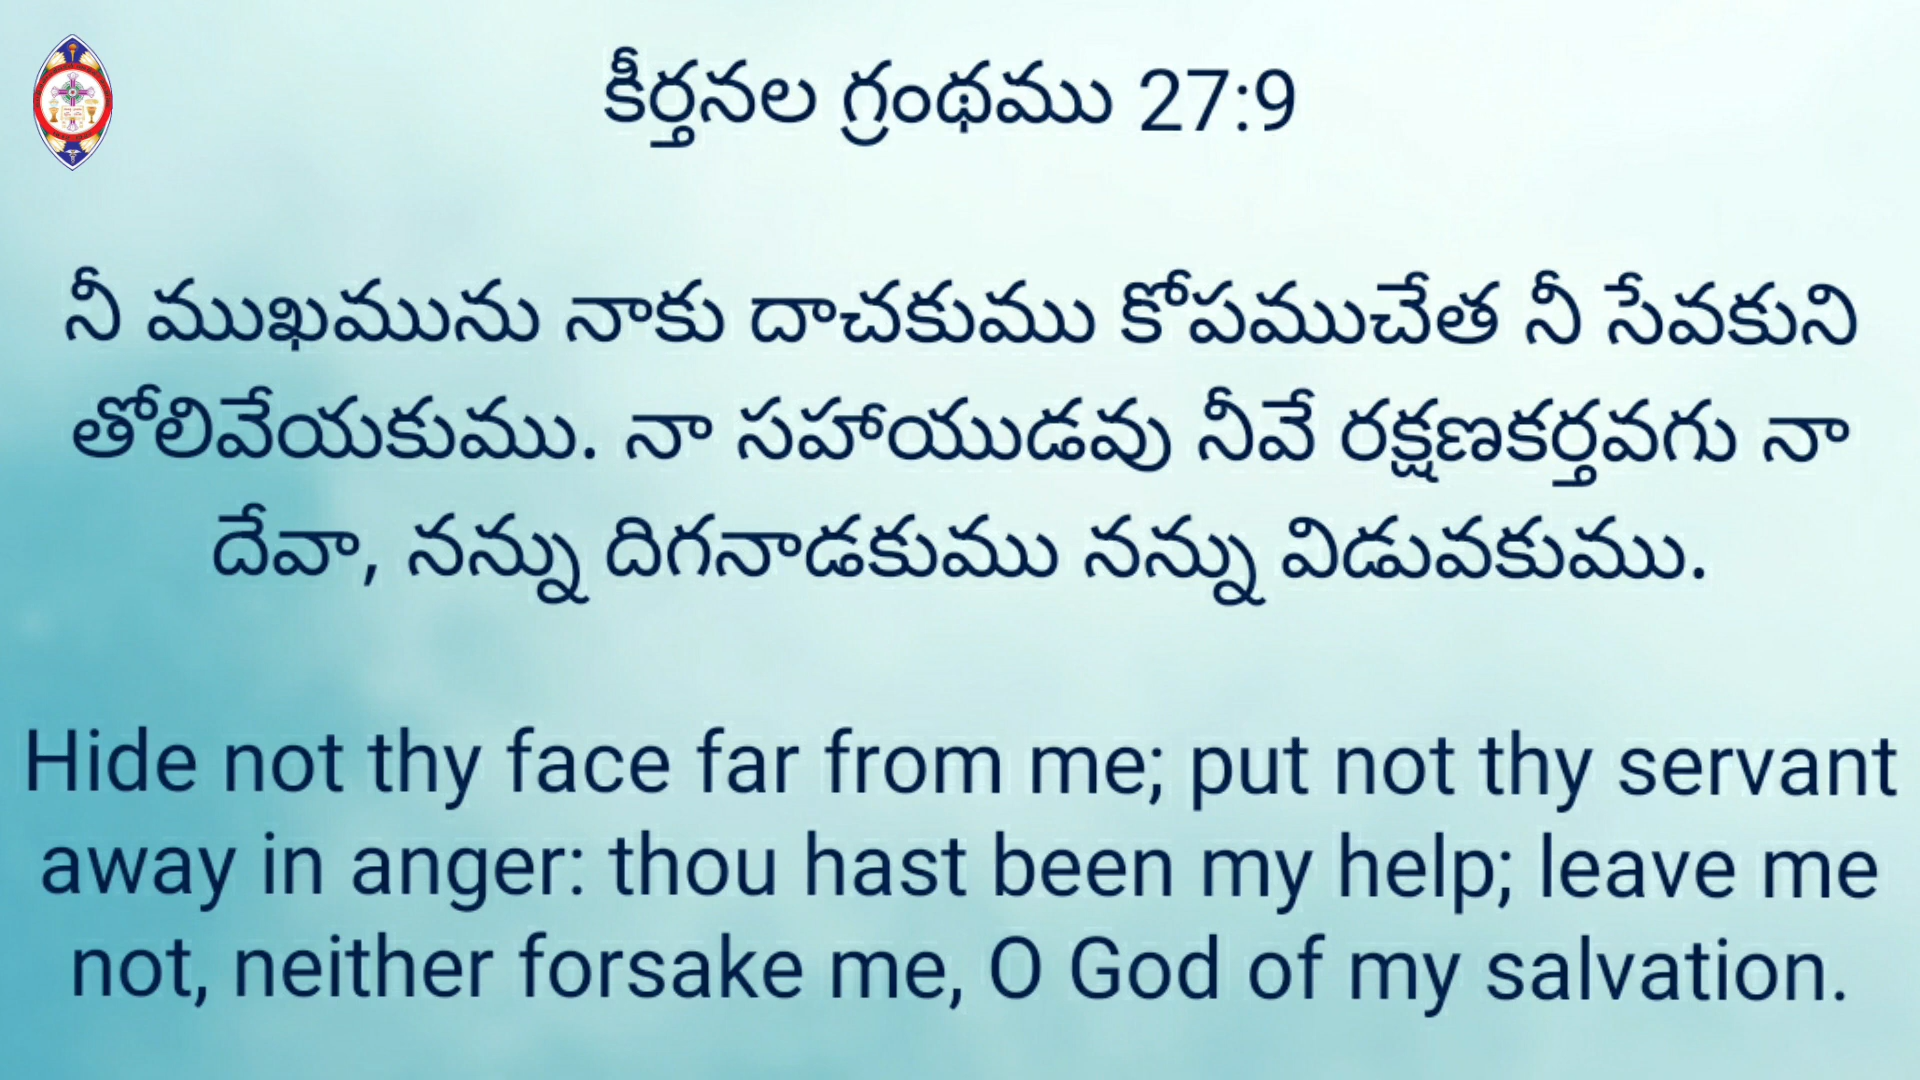 కీర్తనల గ్రంథము 27:9
నీ ముఖమును నాకు దాచకుము కోపముచేత నీ సేవకుని
తోలివేయకుము. నా సహాయుడవు నీవే రక్షణకర్తవగు నా
దేవా, నన్ను దిగనాడకుము నన్ను విడువకుము.
Hide not thy face far from me; put not thy servant
away in anger: thou hast been my help; leave me
not, neither forsake me, O God of my salvation.